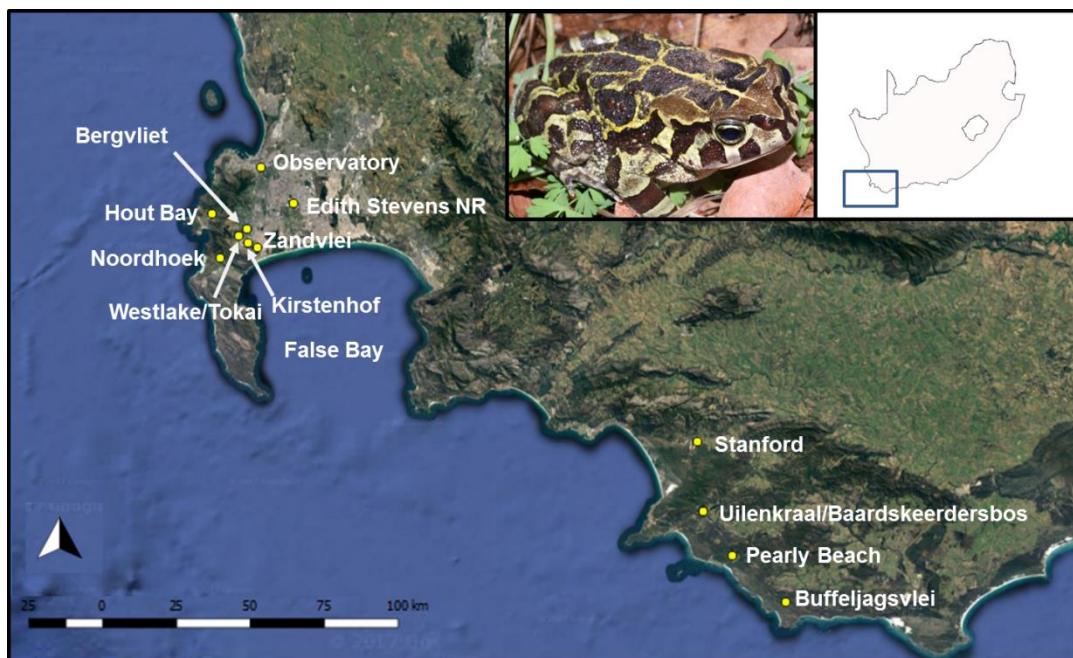 Bergvliet
Observatory
Hout Bay
Edith Stevens NR
Zandvlei
Noordhoek
Westlake/Tokai
Kirstenhof
False Bay
Stanford
Uilenkraal/Baardskeerdersbos
Pearly Beach
Buffeljagsvlei
25 0 25 50 75 100 km